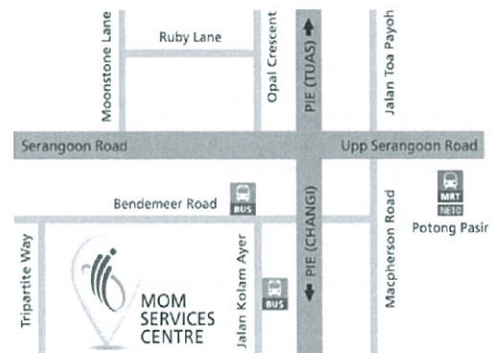 Moonstone Lane
Ruby Lane
Opal Crescent
PIE (TUAS)
Jalan Toa Payoh
Serangoon Road
Upp Serangoon Road
Bendemeer Road
BUS
MRT
NE10
Potong Pasir
Tripartite Way
MOM
SERVICES
CENTRE
Jalan Kolam Ayer
BUS
PIE (CHANGI)
Macpherson Road